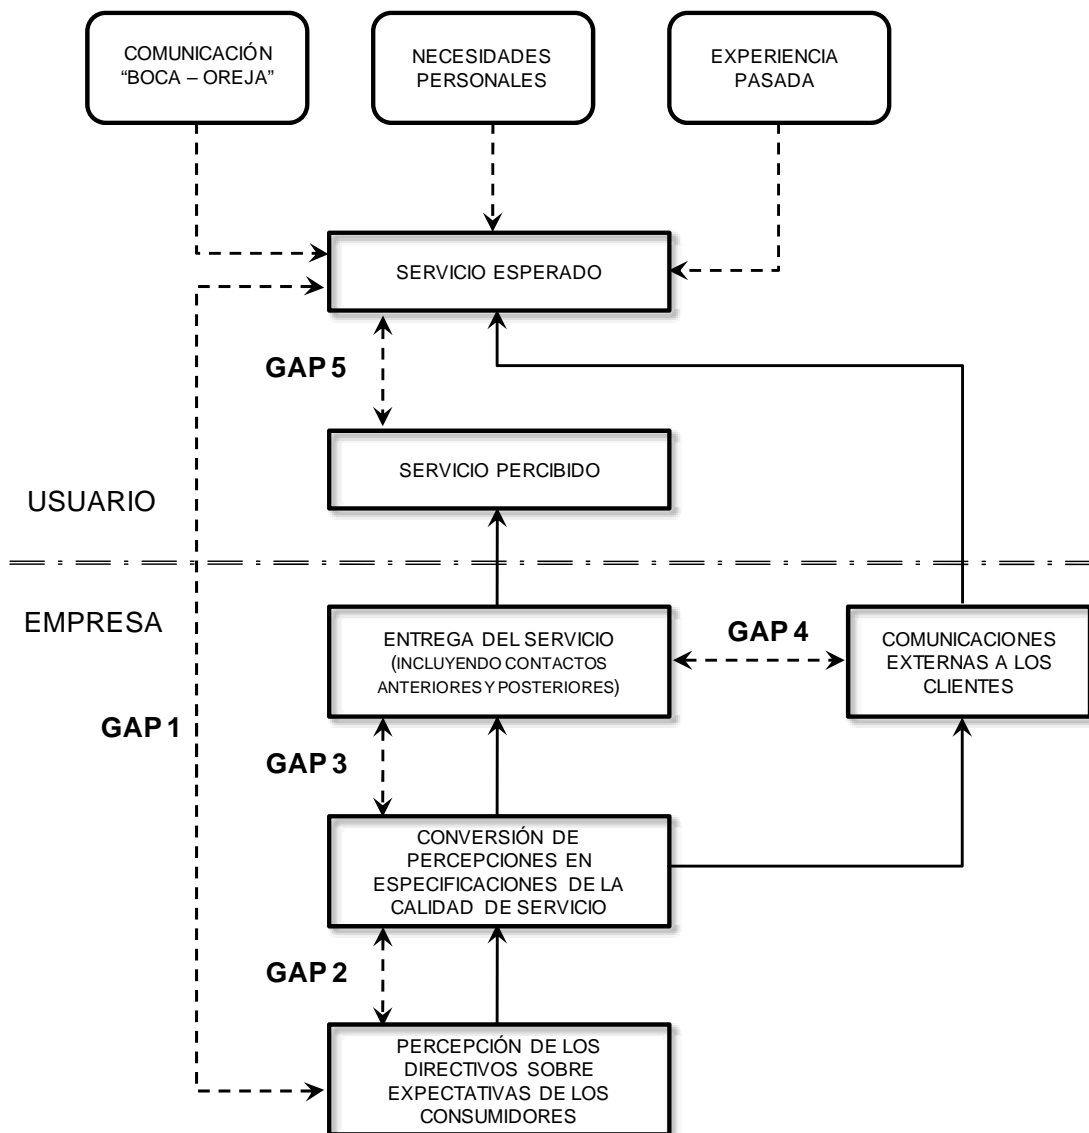 COMUNICACIÓN
“BOCA – OREJA”
NECESIDADES
PERSONALES
EXPERIENCIA
PASADA
SERVICIO ESPERADO
GAP 5
SERVICIO PERCIBIDO
USUARIO
EMPRESA
ENTREGA DEL SERVICIO
(INCLUYENDO CONTACTOS
ANTERIORES Y POSTERIORES)
GAP 4
COMUNICACIONES
EXTERNAS A LOS
CLIENTES
GAP 1
GAP 3
CONVERSIÓN DE
PERCEPCIONES EN
ESPECIFICACIONES DE LA
CALIDAD DE SERVICIO
GAP 2
PERCEPCIÓN DE LOS
DIRECTIVOS SOBRE
EXPECTATIVAS DE LOS
CONSUMIDORES